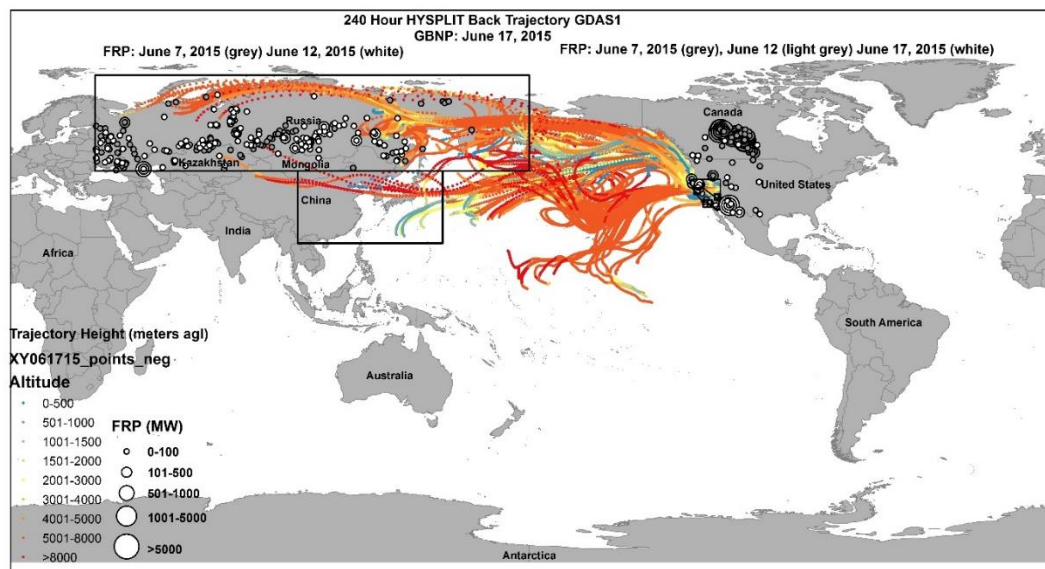 240 Hour HYSPLIT Back Trajectory GDAS1
GBNP: June 17, 2015
FRP: June 7, 2015 (grey) June 12, 2015 (white)
FRP: June 7, 2015 (grey), June 12 (light grey) June 17, 2015 (white)
Russia
Canada
Kazakhstan
Mongolia
United States
China
India
Africa
South America
Australia
Antarctica
Trajectory Height (meters agl)
XY061715_points_neg
Altitude
0-500
501-1000
1001-1500
1501-2000
2001-3000
3001-4000
4001-5000
5001-8000
>8000
FRP (MW)
0-100
101-500
501-1000
1001-5000
>5000